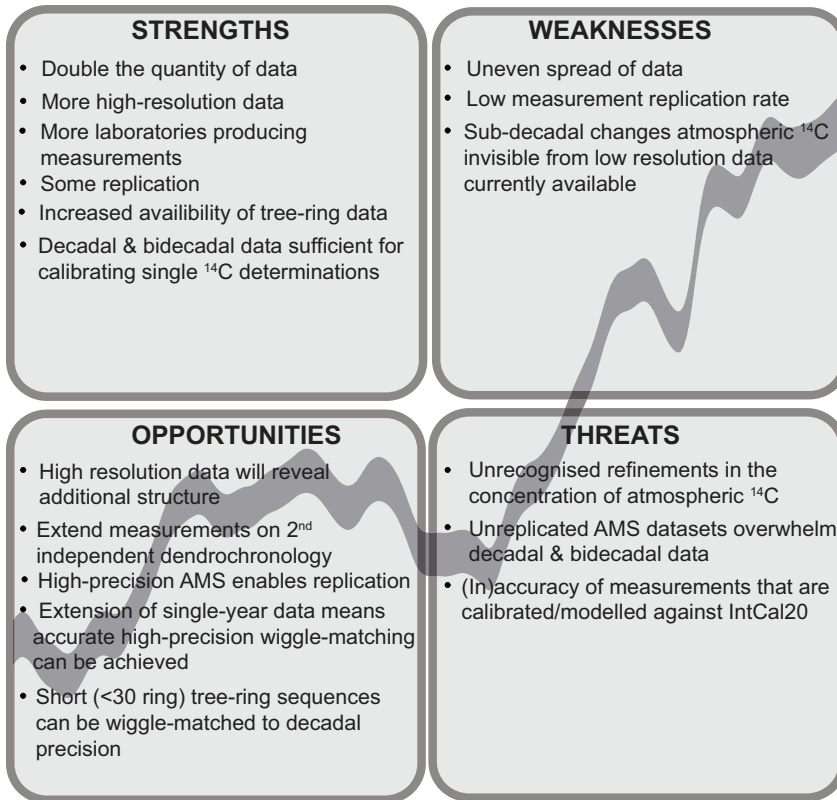 STRENGTHS
• Double the quantity of data
• More high-resolution data
• More laboratories producing
measurements
• Some replication
• Increased availibility of tree-ring data
• Decadal & bidecadal data sufficient for
calibrating single ¹⁴C determinations
WEAKNESSES
• Uneven spread of data
• Low measurement replication rate
• Sub-decadal changes atmospheric ¹⁴C
invisible from low resolution data
currently available
OPPORTUNITIES
• High resolution data will reveal
additional structure
• Extend measurements on 2ⁿᵈ
independent dendrochronology
• High-precision AMS enables replication
• Extension of single-year data means
accurate high-precision wiggle-matching
can be achieved
• Short (<30 ring) tree-ring sequences
can be wiggle-matched to decadal
precision
THREATS
• Unrecognised refinements in the
concentration of atmospheric ¹⁴C
• Unreplicated AMS datasets overwhelm
decadal & bidecadal data
• (In)accuracy of measurements that are
calibrated/modelled against IntCal20